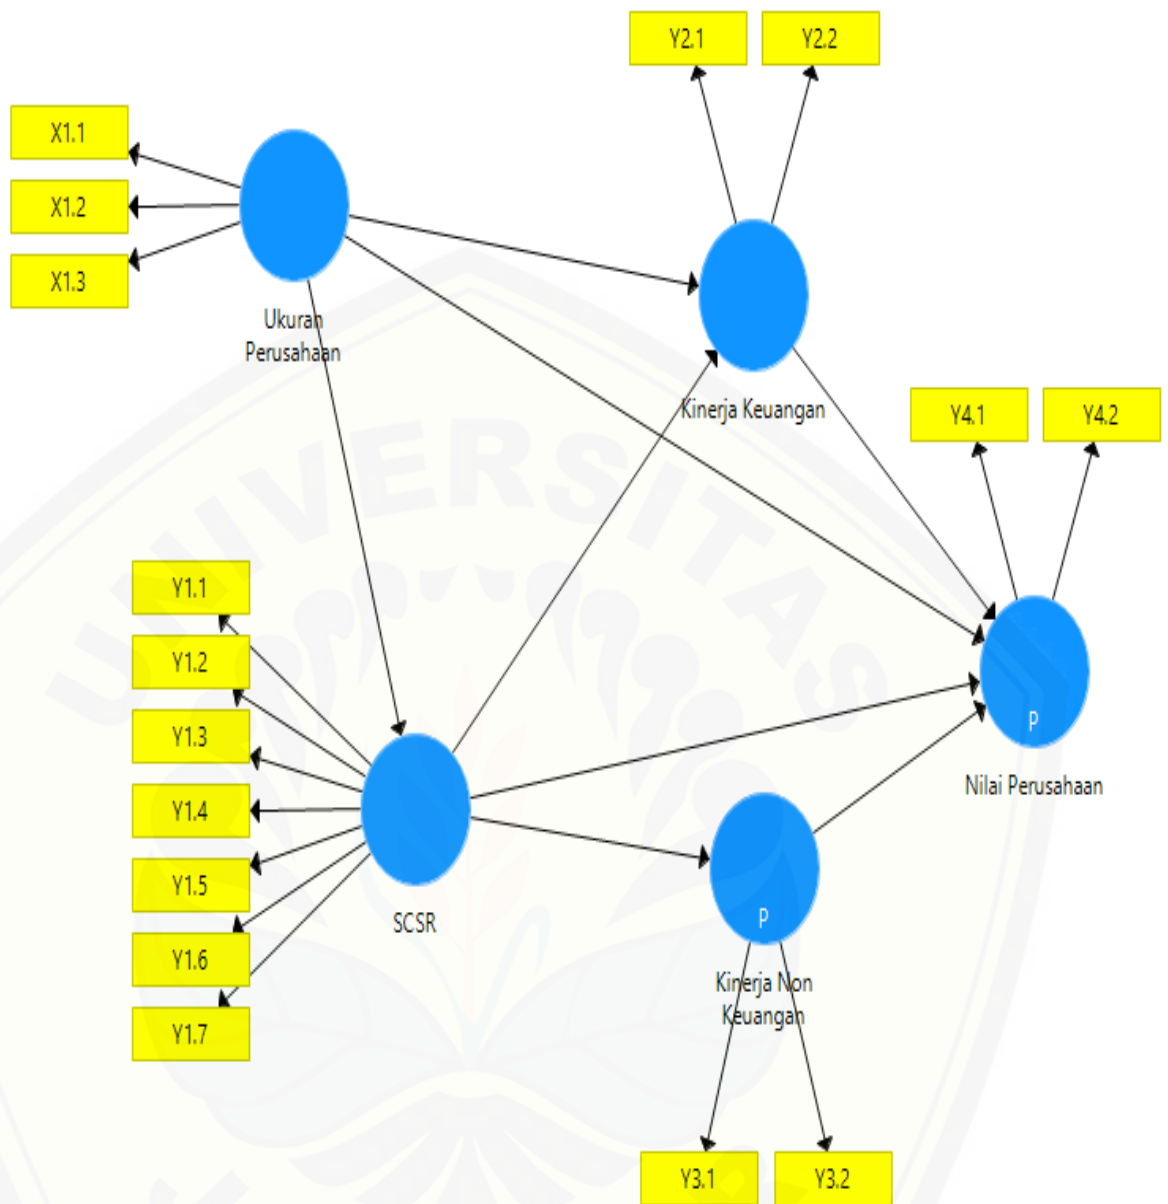 Y2.1
Y2.2
X1.1
X1.2
X1.3
Ukuran
Perusahaan
Kinerja Keuangan
Y4.1
Y4.2
UNIVERSITAS
Y1.1
Y1.2
Y1.3
Y1.4
Y1.5
Y1.6
Y1.7
SCSR
P
Nilai Perusahaan
P
Kinerja Non
Keuangan
Y3.1
Y3.2